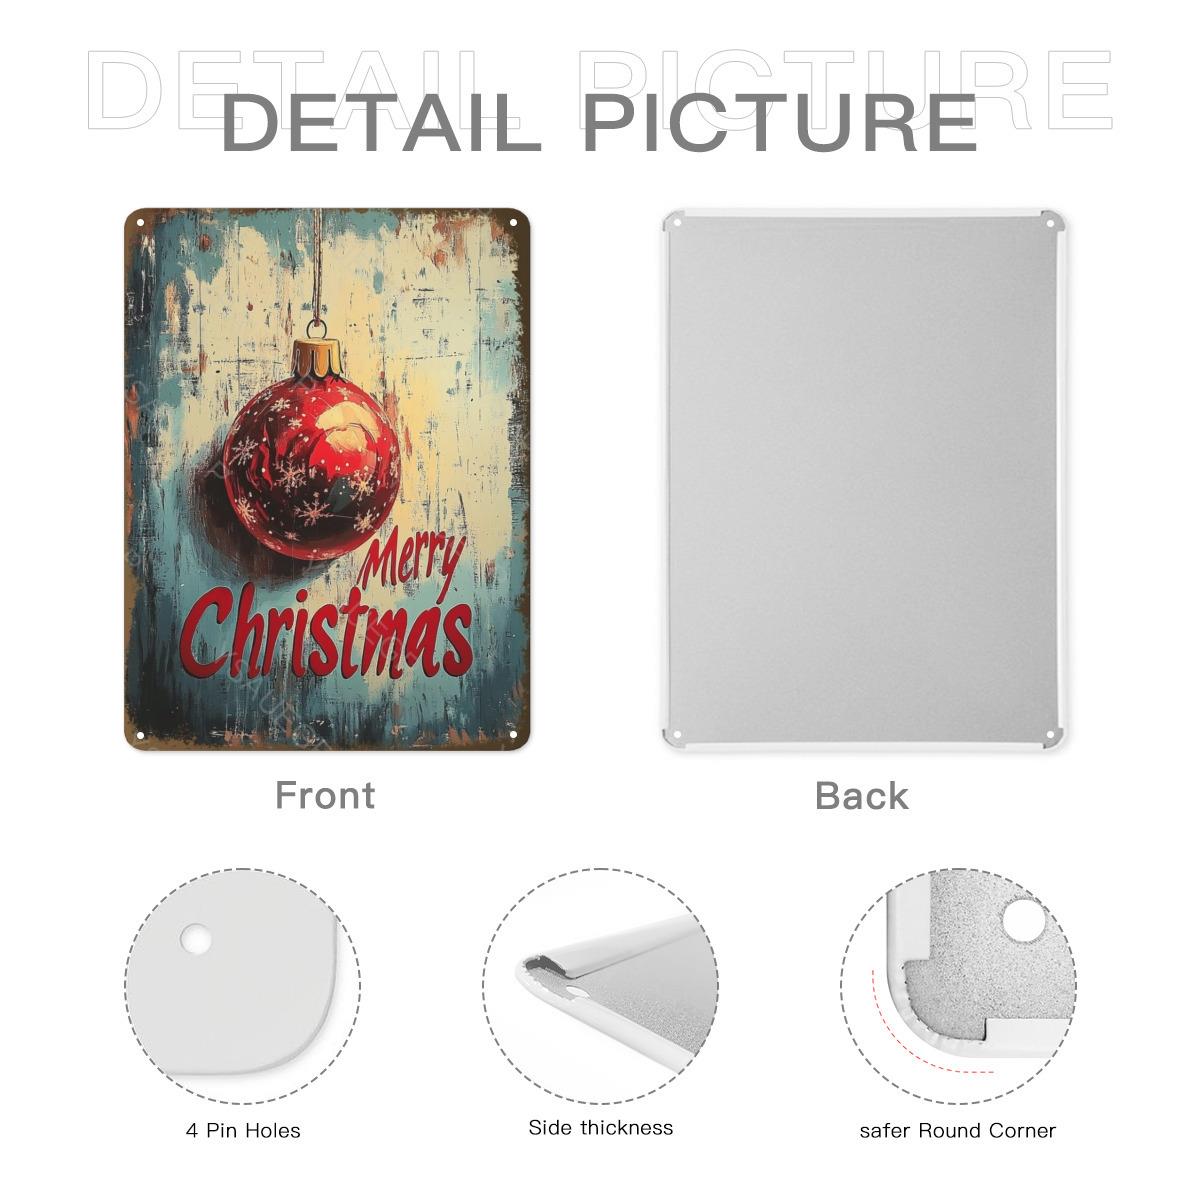 DETAIL PICTURE
DETAIL PICTURE
Merry
Christmas
Front
Back
4 Pin Holes
Side thickness
safer Round Corner